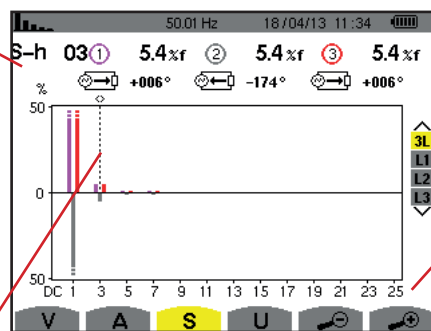 50.01 Hz 18/04/13 11:34
S-h 03 1 5.4%f 2 5.4%f 3 5.4%f
+006° -174° +006°
%
50
0
50
3L
L1
L2
L3
DC 1 3 5 7 9 11 13 15 17 19 21 23 25
V A S U